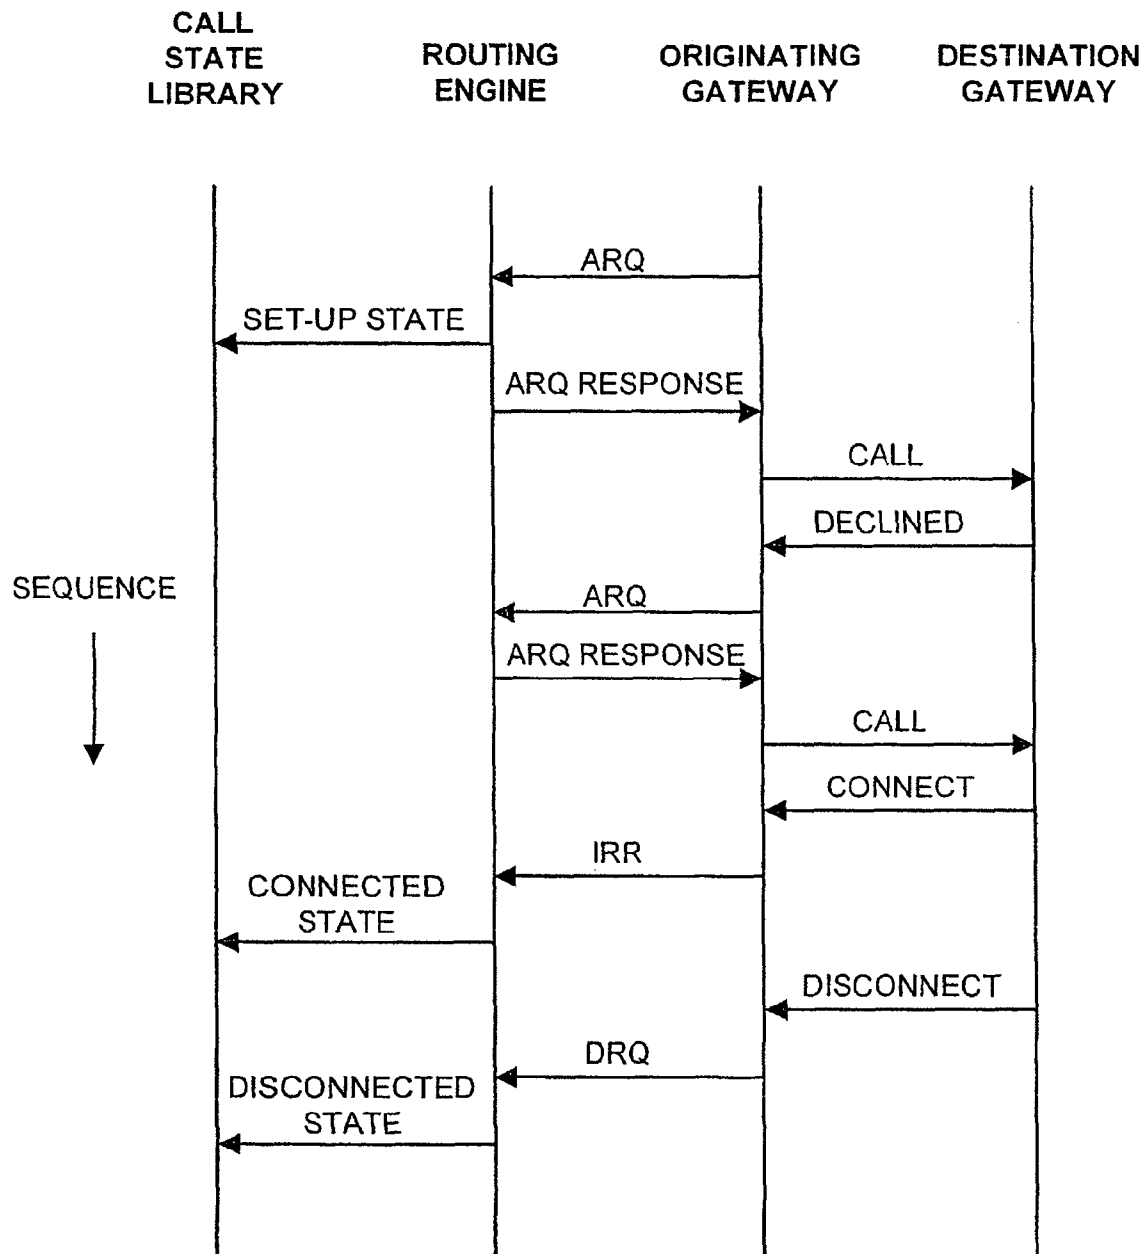 CALL
STATE
LIBRARY
ROUTING
ENGINE
ORIGINATING
GATEWAY
DESTINATION
GATEWAY
ARQ
SET-UP STATE
ARQ RESPONSE
CALL
DECLINED
SEQUENCE
ARQ
ARQ RESPONSE
CALL
CONNECT
IRR
CONNECTED
STATE
DISCONNECT
DRQ
DISCONNECTED
STATE